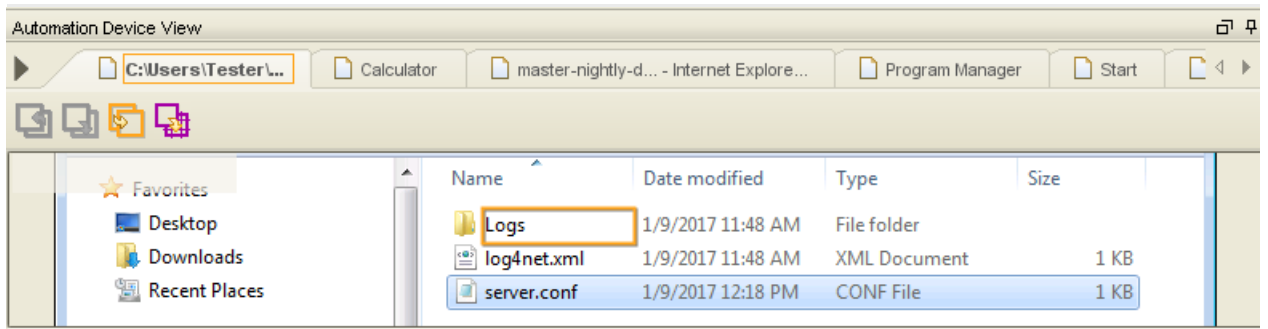 Automation Device View
C:\Users\Tester\... Calculator master-nightly-d... - Internet Explore... Program Manager Start
Favorites
Desktop
Downloads
Recent Places
Name Date modified Type Size
Logs 1/9/2017 11:48 AM File folder
log4net.xml 1/9/2017 11:48 AM XML Document 1 KB
server.conf 1/9/2017 12:18 PM CONF File 1 KB